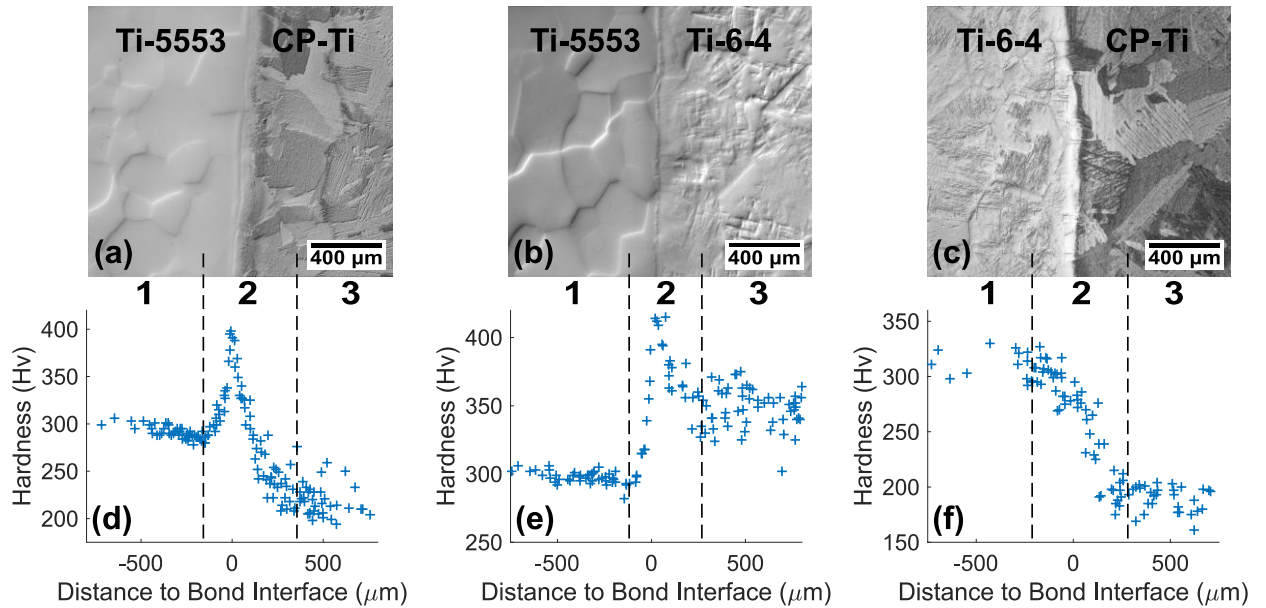 Ti-5553 CP-Ti
(a)
400 μm
Ti-5553 Ti-6-4
(b)
400 μm
Ti-6-4 CP-Ti
(c)
400 μm
1 2 3
1 2 3
1 2 3
Hardness (Hv)
400
350
300
250
200
(d)
-500 0 500
Distance to Bond Interface (μm)
Hardness (Hv)
400
350
300
250
(e)
-500 0 500
Distance to Bond Interface (μm)
Hardness (Hv)
350
300
250
200
150
(f)
-500 0 500
Distance to Bond Interface (μm)